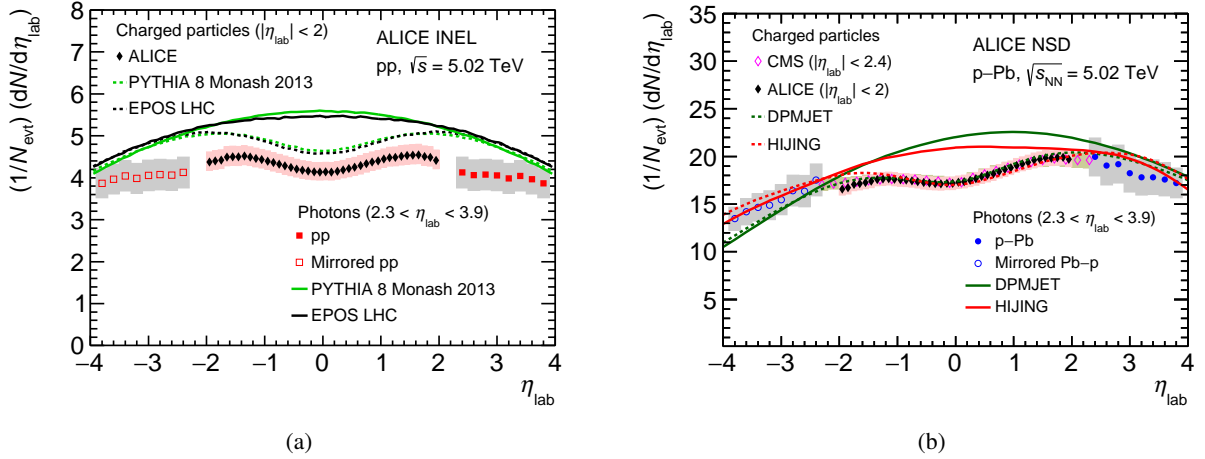 Charged particles (|η_lab| < 2)
ALICE
PYTHIA 8 Monash 2013
EPOS LHC
ALICE INEL
pp, √s = 5.02 TeV
Photons (2.3 < η_lab < 3.9)
pp
Mirrored pp
PYTHIA 8 Monash 2013
EPOS LHC
(1/N_evt) (dN/dη_lab)
8
7
6
5
4
3
2
1
0
−4 −3 −2 −1 0 1 2 3 4
η_lab
(a)
Charged particles
CMS (|η_lab| < 2.4)
ALICE (|η_lab| < 2)
DPMJET
HIJING
ALICE NSD
p−Pb, √s_NN = 5.02 TeV
Photons (2.3 < η_lab < 3.9)
p−Pb
Mirrored Pb−p
DPMJET
HIJING
(1/N_evt) (dN/dη_lab)
35
30
25
20
15
10
5
−4 −3 −2 −1 0 1 2 3 4
η_lab
(b)